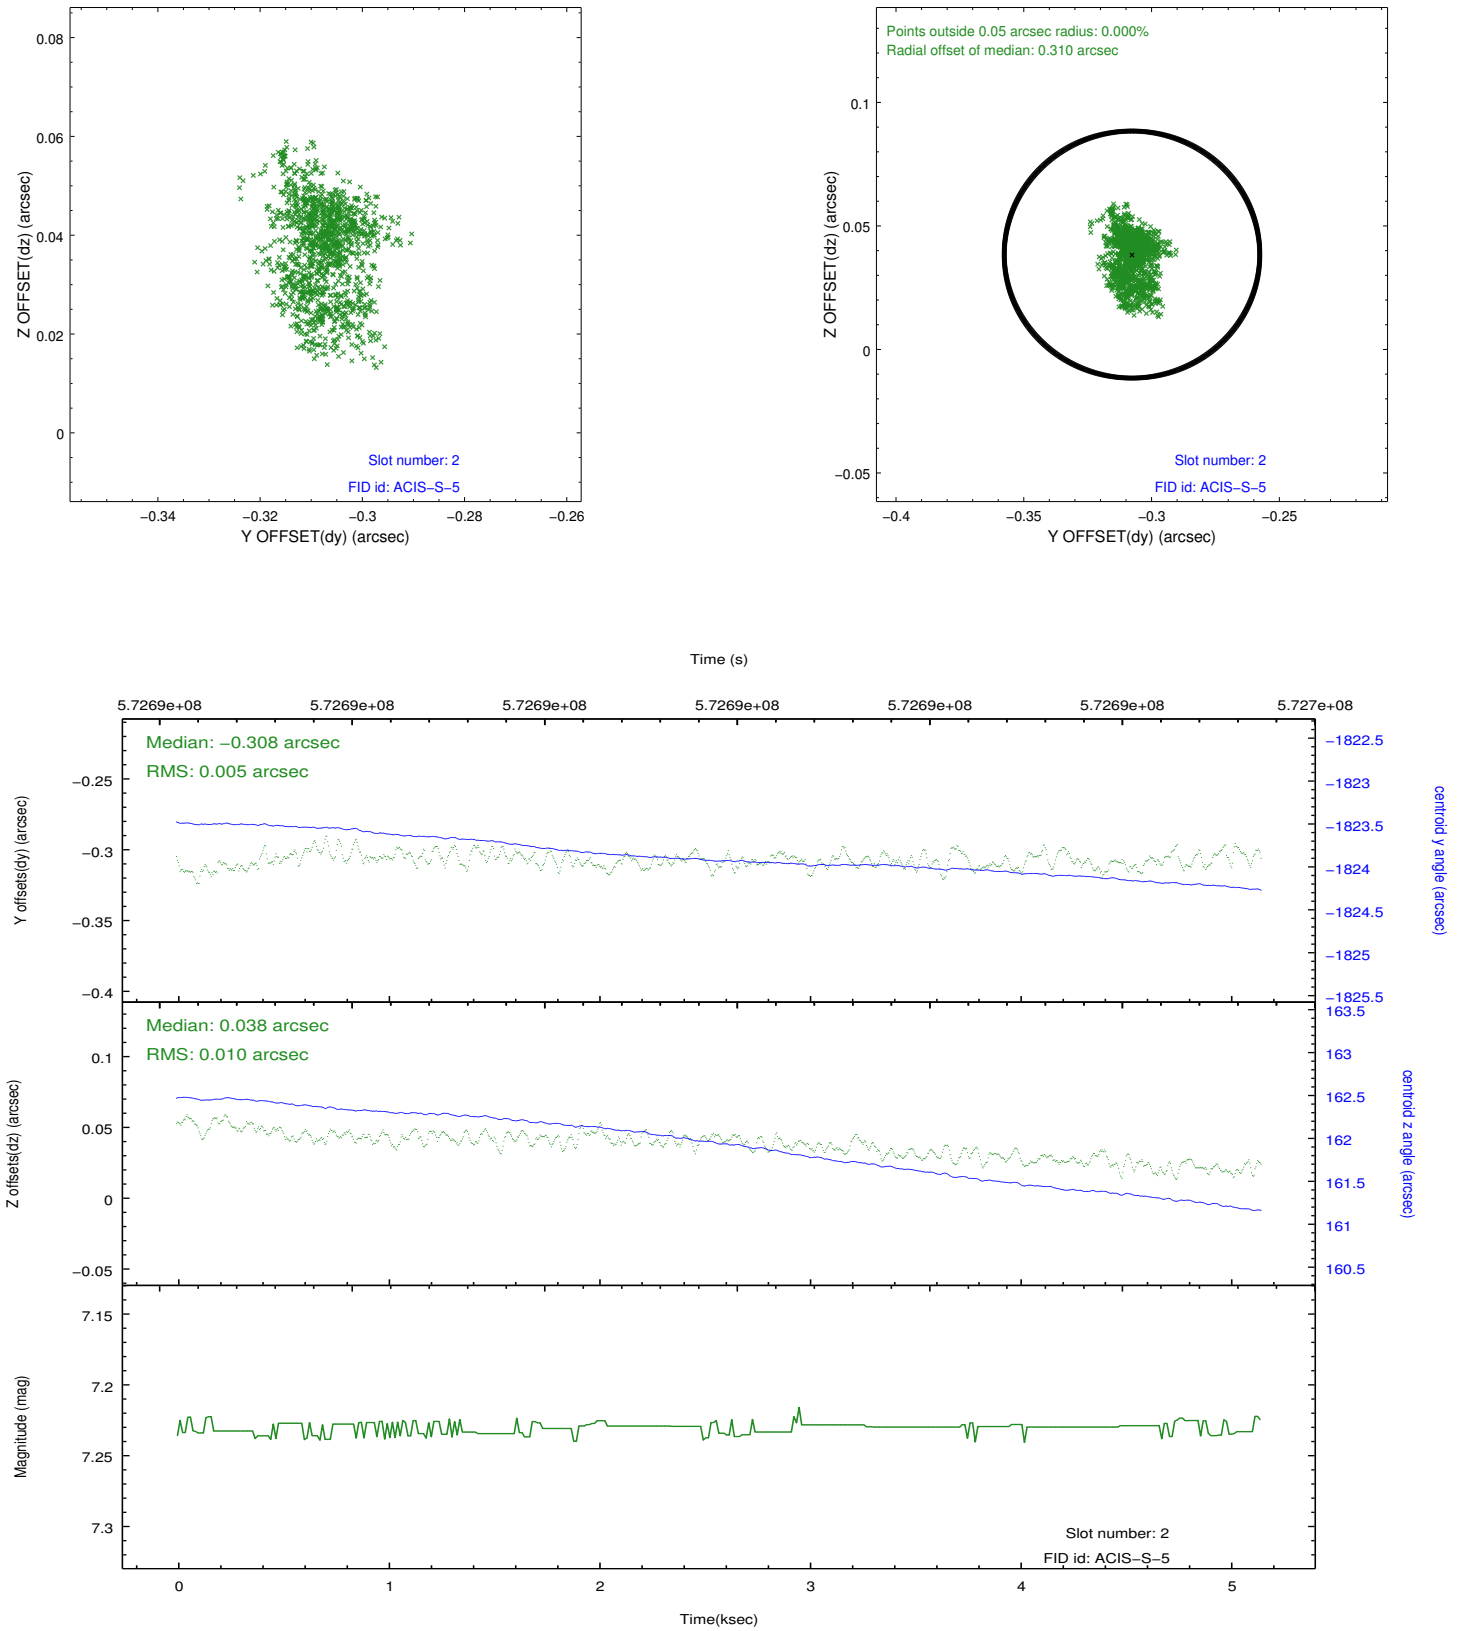 0.08
0.06
0.04
0.02
0
Z OFFSET(dz) (arcsec)
Slot number: 2
FID id: ACIS−S−5
−0.34 −0.32 −0.3 −0.28 −0.26
Y OFFSET(dy) (arcsec)
Points outside 0.05 arcsec radius: 0.000%
Radial offset of median: 0.310 arcsec
0.1
0.05
0
−0.05
Z OFFSET(dz) (arcsec)
Slot number: 2
FID id: ACIS−S−5
−0.4 −0.35 −0.3 −0.25
Y OFFSET(dy) (arcsec)
Time (s)
5.7269e+08 5.7269e+08 5.7269e+08 5.7269e+08 5.7269e+08 5.7269e+08 5.727e+08
Median: −0.308 arcsec
RMS: 0.005 arcsec
−0.25
−0.3
−0.35
−0.4
Y offsets(dy) (arcsec)
−1822.5
−1823
−1823.5
−1824
−1824.5
−1825
−1825.5
centroid y angle (arcsec)
Median: 0.038 arcsec
RMS: 0.010 arcsec
0.1
0.05
0
−0.05
Z offsets(dz) (arcsec)
163.5
163
162.5
162
161.5
161
160.5
centroid z angle (arcsec)
7.15
7.2
7.25
7.3
Magnitude (mag)
Slot number: 2
FID id: ACIS−S−5
0 1 2 3 4 5
Time(ksec)